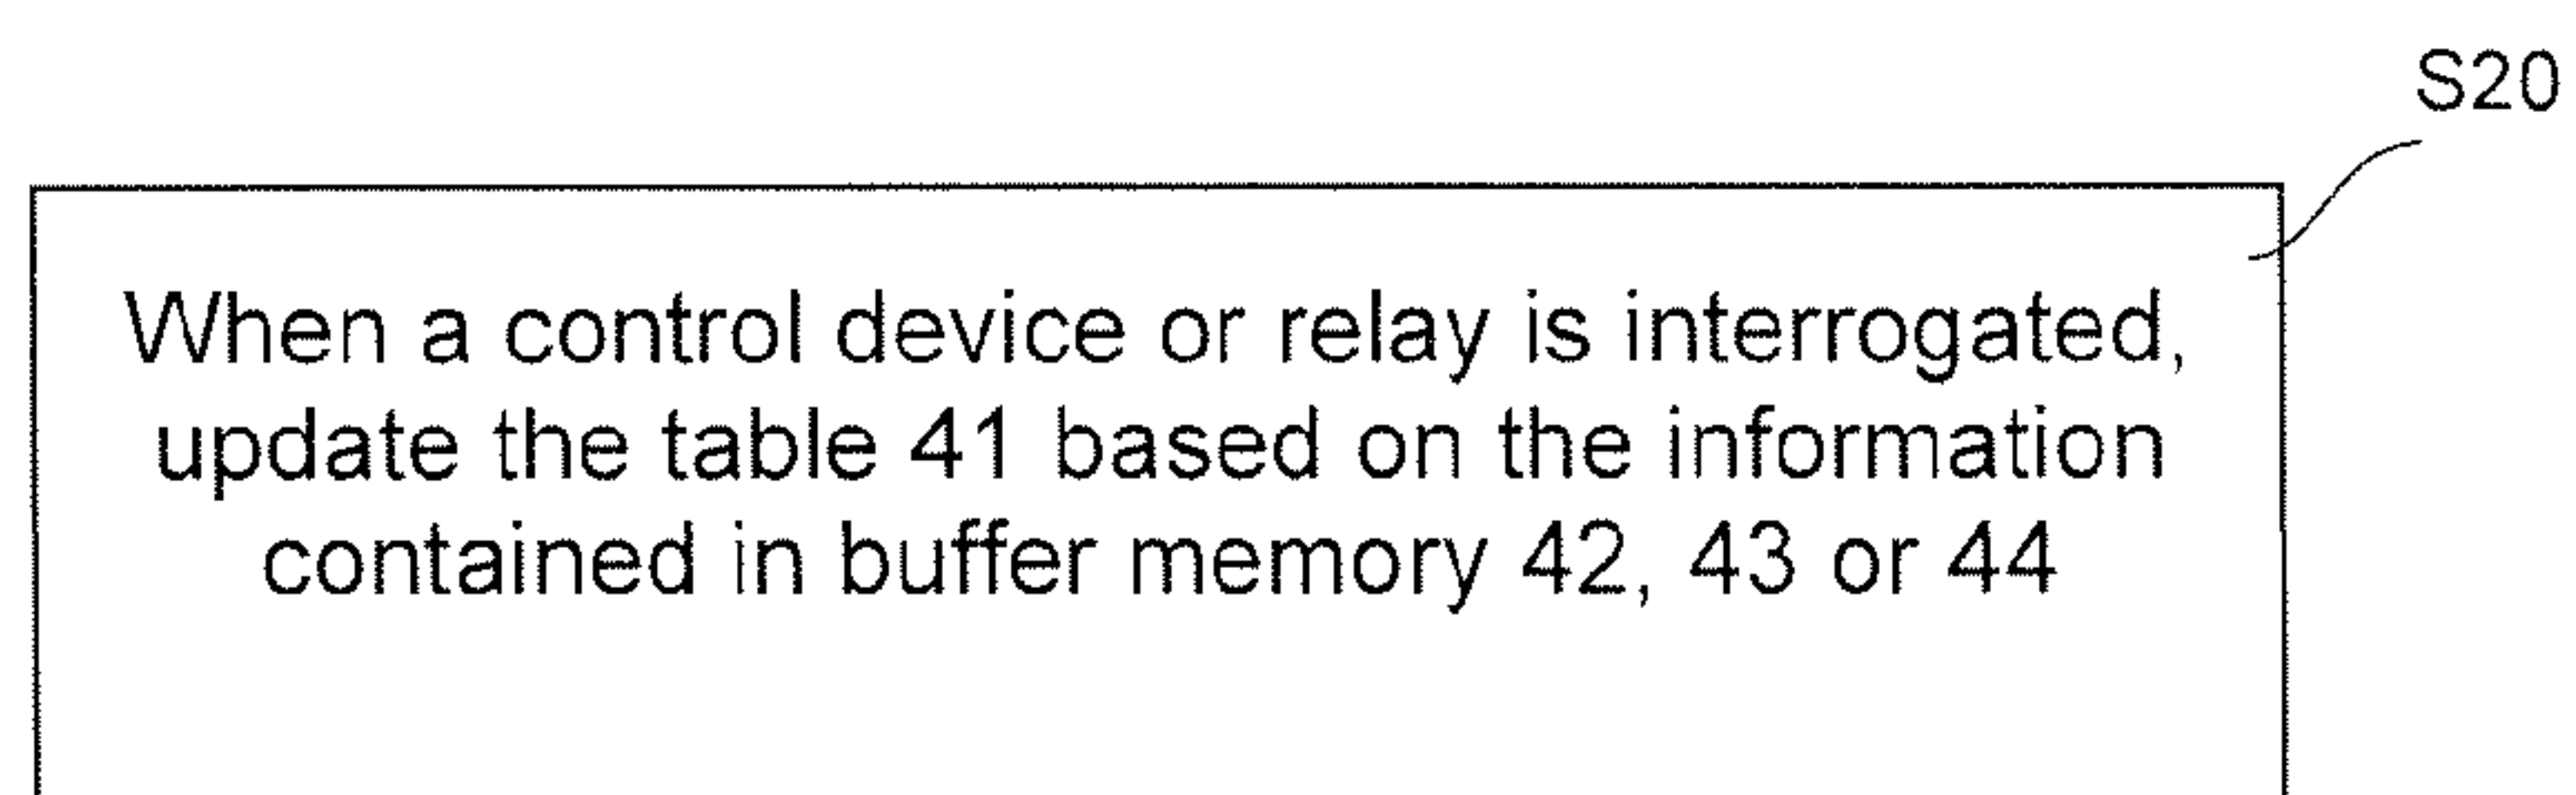 S20
When a control device or relay is interrogated,
update the table 41 based on the information
contained in buffer memory 42, 43 or 44